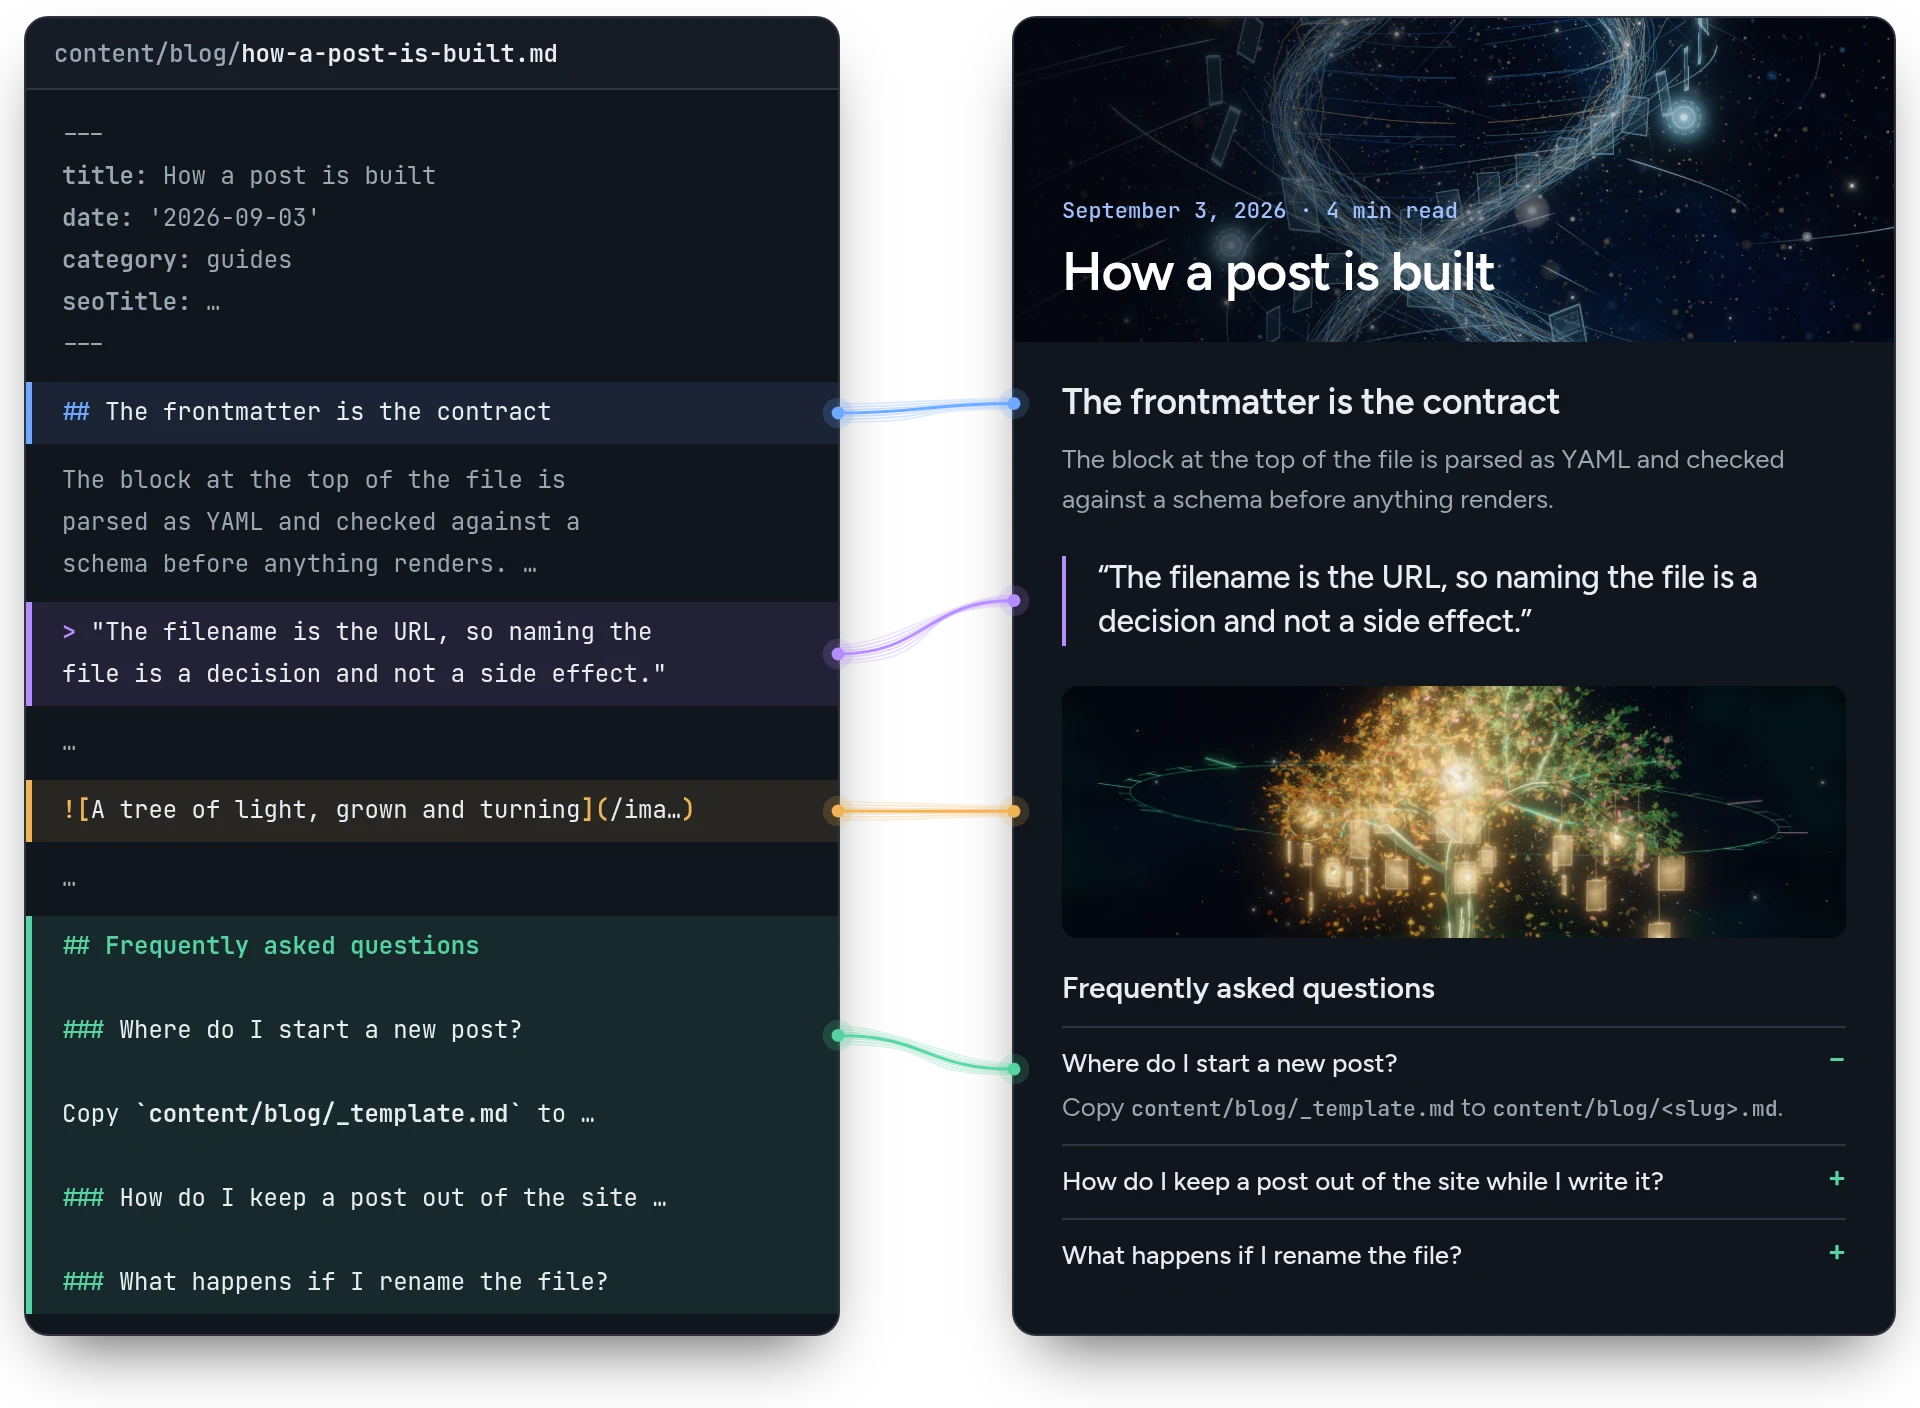 content/blog/how-a-post-is-built.md
---
title: How a post is built
date: '2026-09-03'
category: guides
seoTitle: …
---
## The frontmatter is the contract
The block at the top of the file is
parsed as YAML and checked against a
schema before anything renders. …
> "The filename is the URL, so naming the
file is a decision and not a side effect."
…
![A tree of light, grown and turning](/ima…)
…
## Frequently asked questions
### Where do I start a new post?
Copy `content/blog/_template.md` to …
### How do I keep a post out of the site …
### What happens if I rename the file?
September 3, 2026 · 4 min read
How a post is built
The frontmatter is the contract
The block at the top of the file is parsed as YAML and checked
against a schema before anything renders.
“The filename is the URL, so naming the file is a
decision and not a side effect.”
Frequently asked questions
Where do I start a new post? −
Copy content/blog/_template.md to content/blog/<slug>.md.
How do I keep a post out of the site while I write it? +
What happens if I rename the file? +